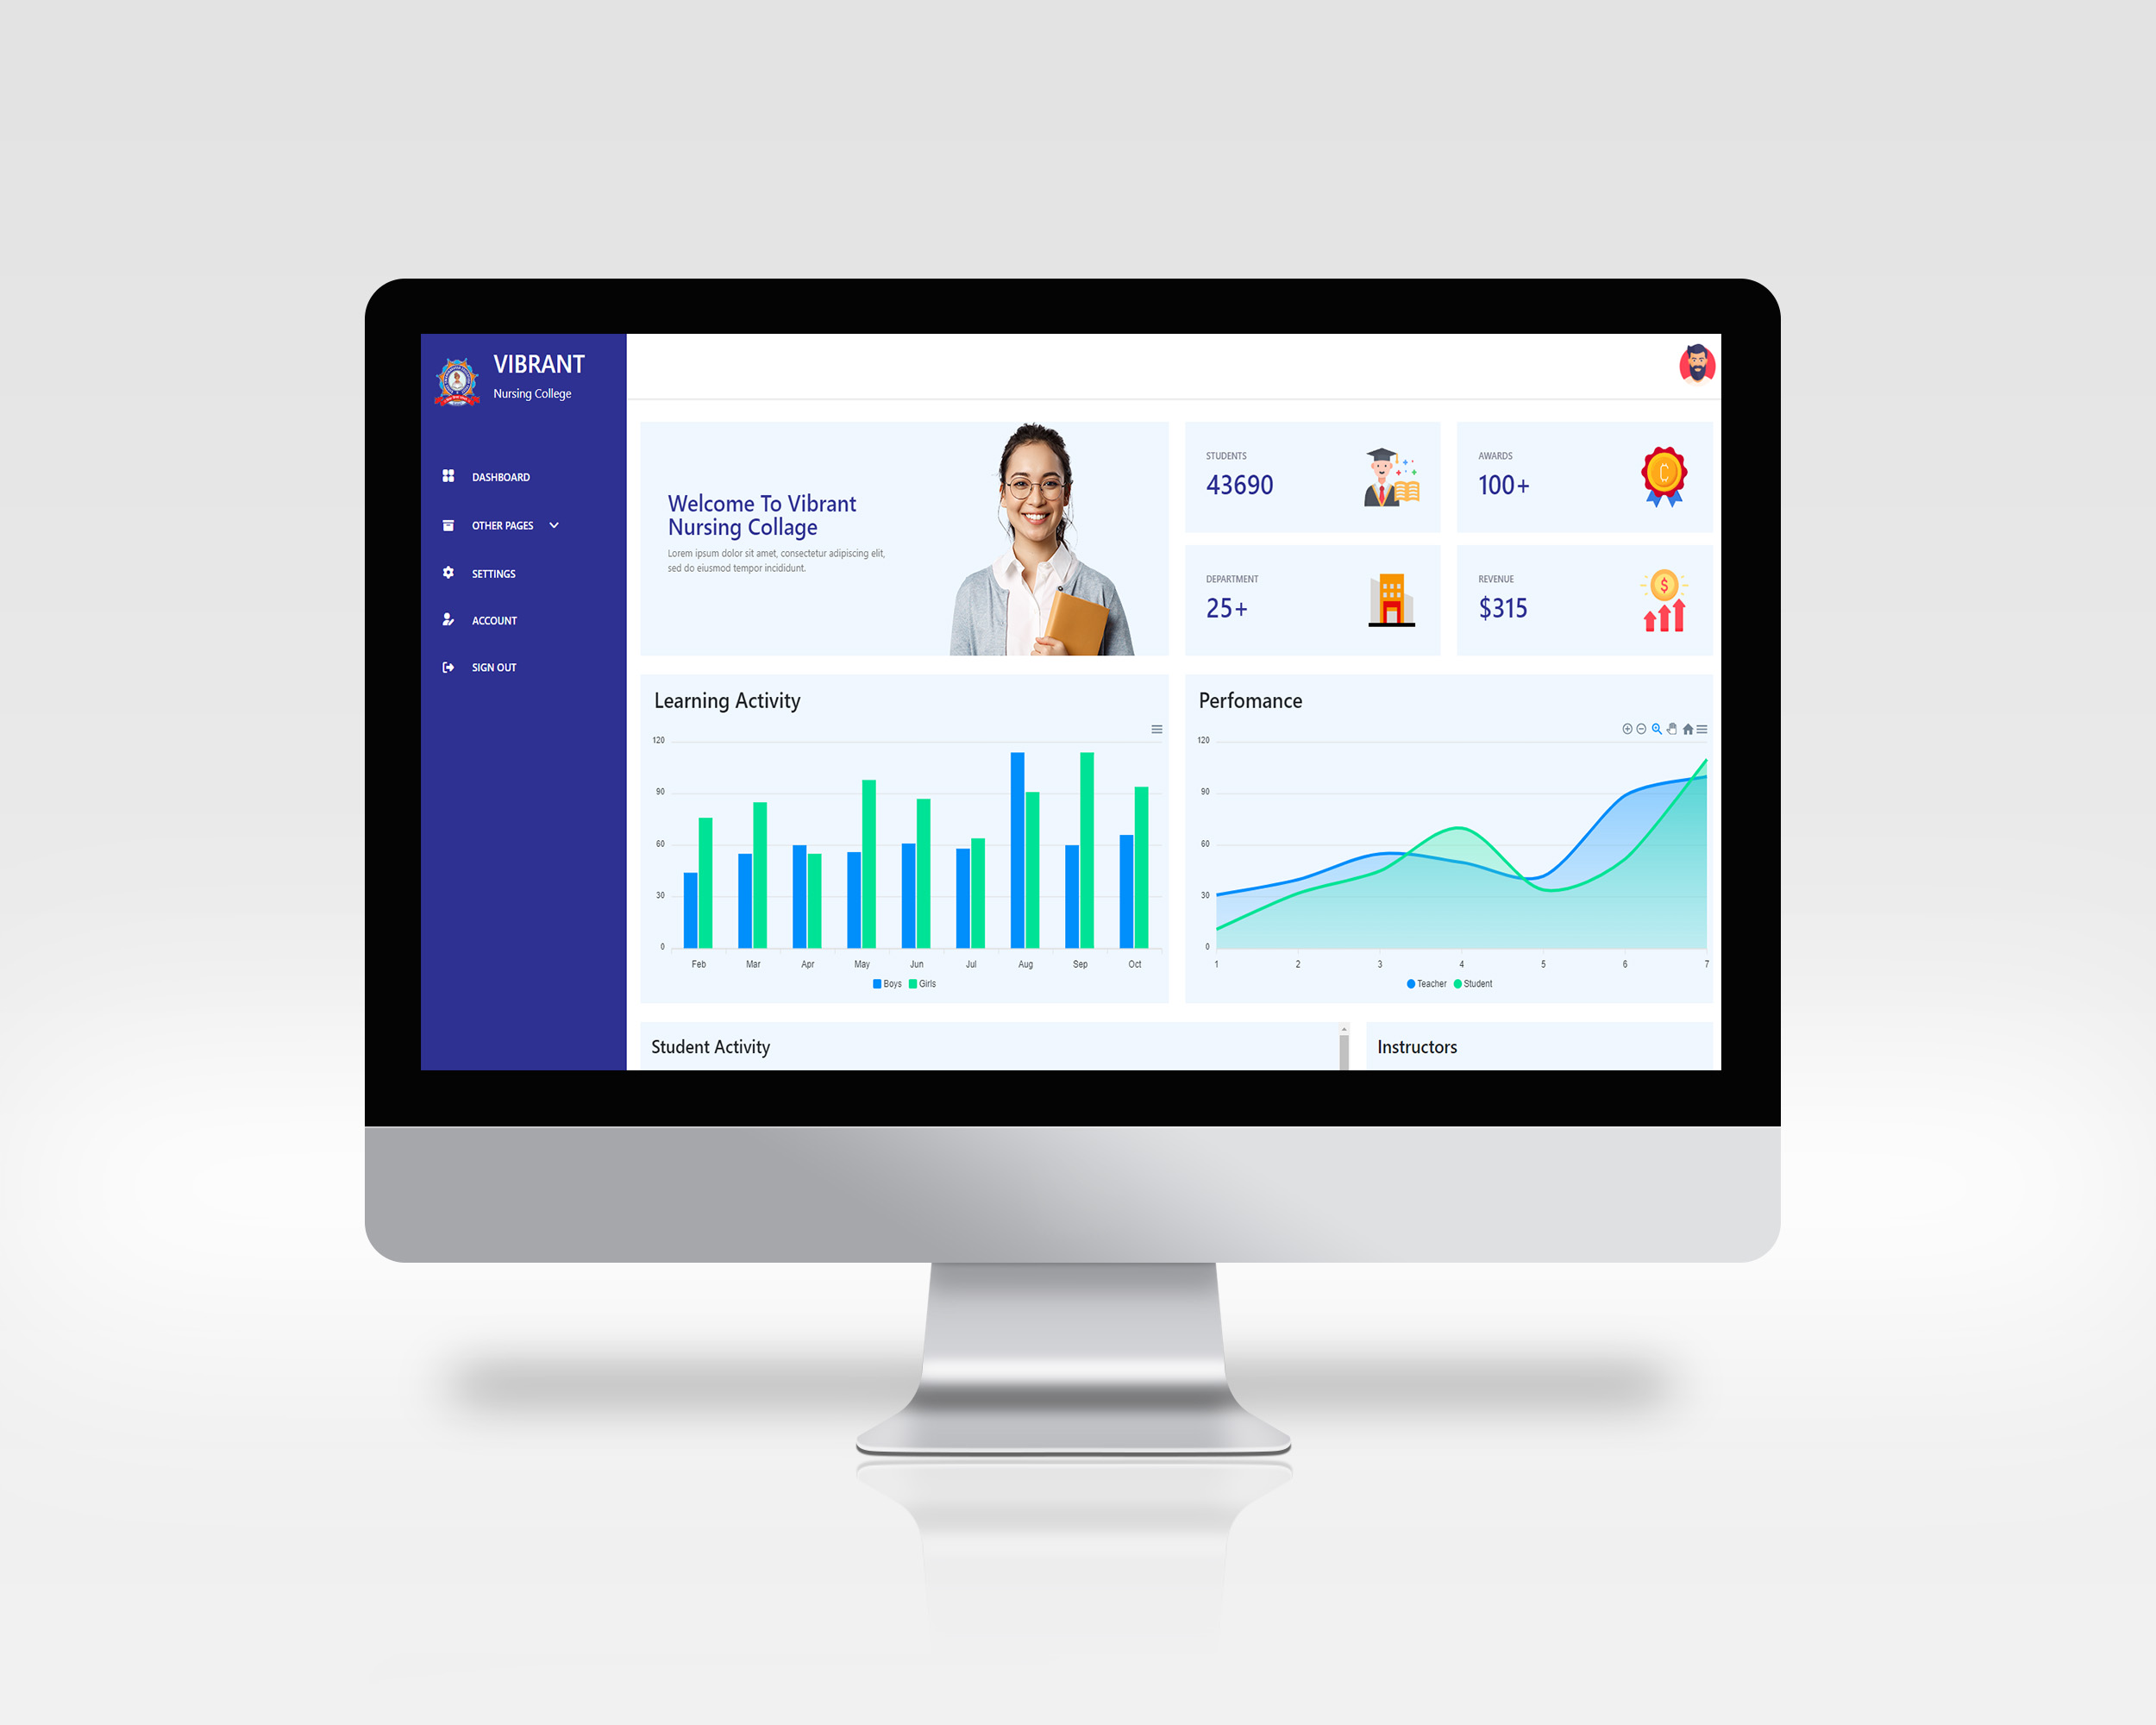 VIBRANT
Nursing College
DASHBOARD
OTHER PAGES
SETTINGS
ACCOUNT
SIGN OUT
Welcome To Vibrant
Nursing Collage
Lorem ipsum dolor sit amet, consectetur adipiscing elit,
sed do eiusmod tempor incididunt.
STUDENTS
43690
AWARDS
100+
DEPARTMENT
25+
REVENUE
$315
Learning Activity
120
90
60
30
0
Feb Mar Apr May Jun Jul Aug Sep Oct
Boys Girls
Perfomance
120
90
60
30
0
1 2 3 4 5 6 7
Teacher Student
Student Activity
Instructors